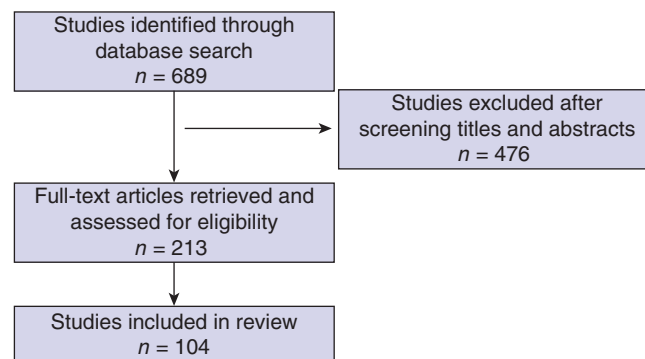 Studies identified through
database search
n = 689
Studies excluded after
screening titles and abstracts
n = 476
Full-text articles retrieved and
assessed for eligibility
n = 213
Studies included in review
n = 104